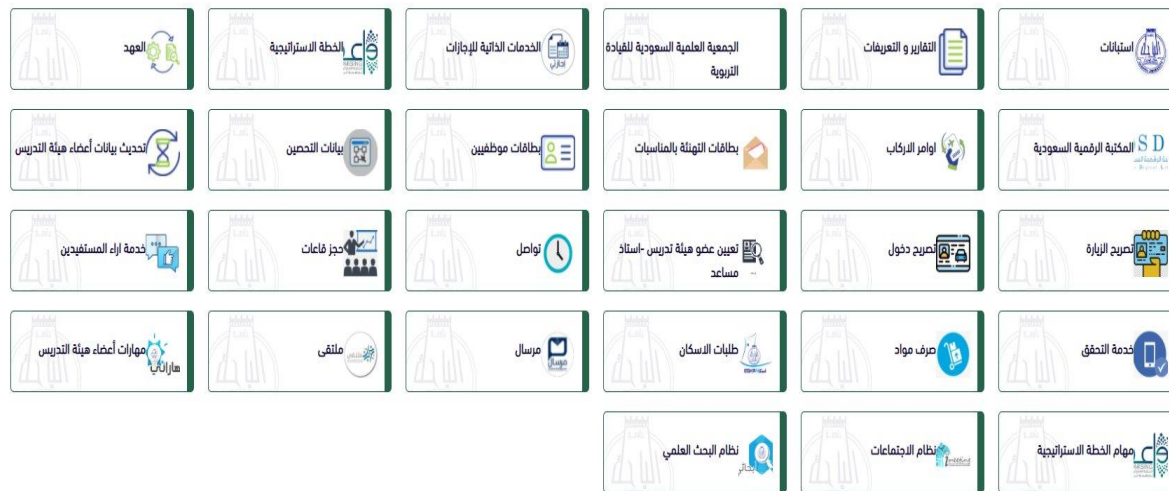 استبانات
التقارير و التعريفات
الجمعية العلمية السعودية للقيادة
التربوية
الخدمات الذاتية للإجازات
اجازتي
الخطة الاستراتيجية
العهد
S D
المكتبة الرقمية السعودية
اوامر الاركاب
بطاقات التهنئة بالمناسبات
بطاقات موظفيين
بيانات التحصين
تحديث بيانات أعضاء هيئة التدريس
تصريح الزيارة
تصريح دخول
تعيين عضو هيئة تدريس -استاذ
مساعد
تواصل
حجز قاعات
خدمة اراء المستفيدين
خدمة التحقق
صرف مواد
طلبات الاسكان
مرسال
مرسال
ملتقى
مهارات أعضاء هيئة التدريس
مهام الخطة الاستراتيجية
نظام الاجتماعات
نظام البحث العلمي